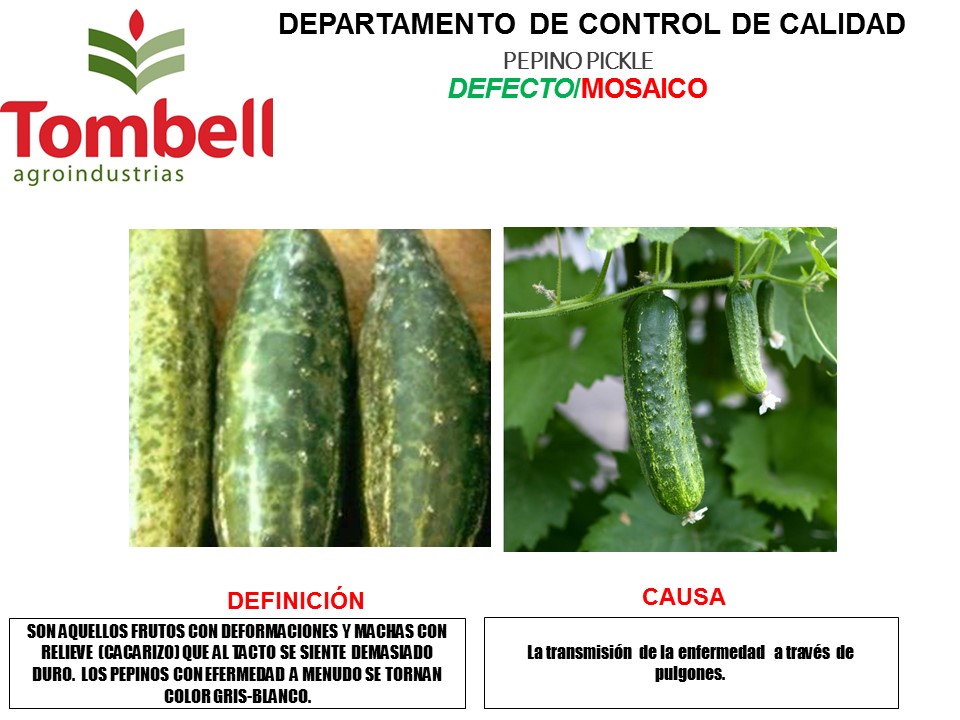 DEPARTAMENTO DE CONTROL DE CALIDAD
PEPINO PICKLE
DEFECTO/MOSAICO
Tombell
agroindustrias
DEFINICIÓN
SON AQUELLOS FRUTOS CON DEFORMACIONES Y MACHAS CON
RELIEVE (CACARIZO) QUE AL TACTO SE SIENTE DEMASIADO
DURO. LOS PEPINOS CON EFERMEDAD A MENUDO SE TORNAN
COLOR GRIS-BLANCO.
CAUSA
La transmisión de la enfermedad a través de
pulgones.